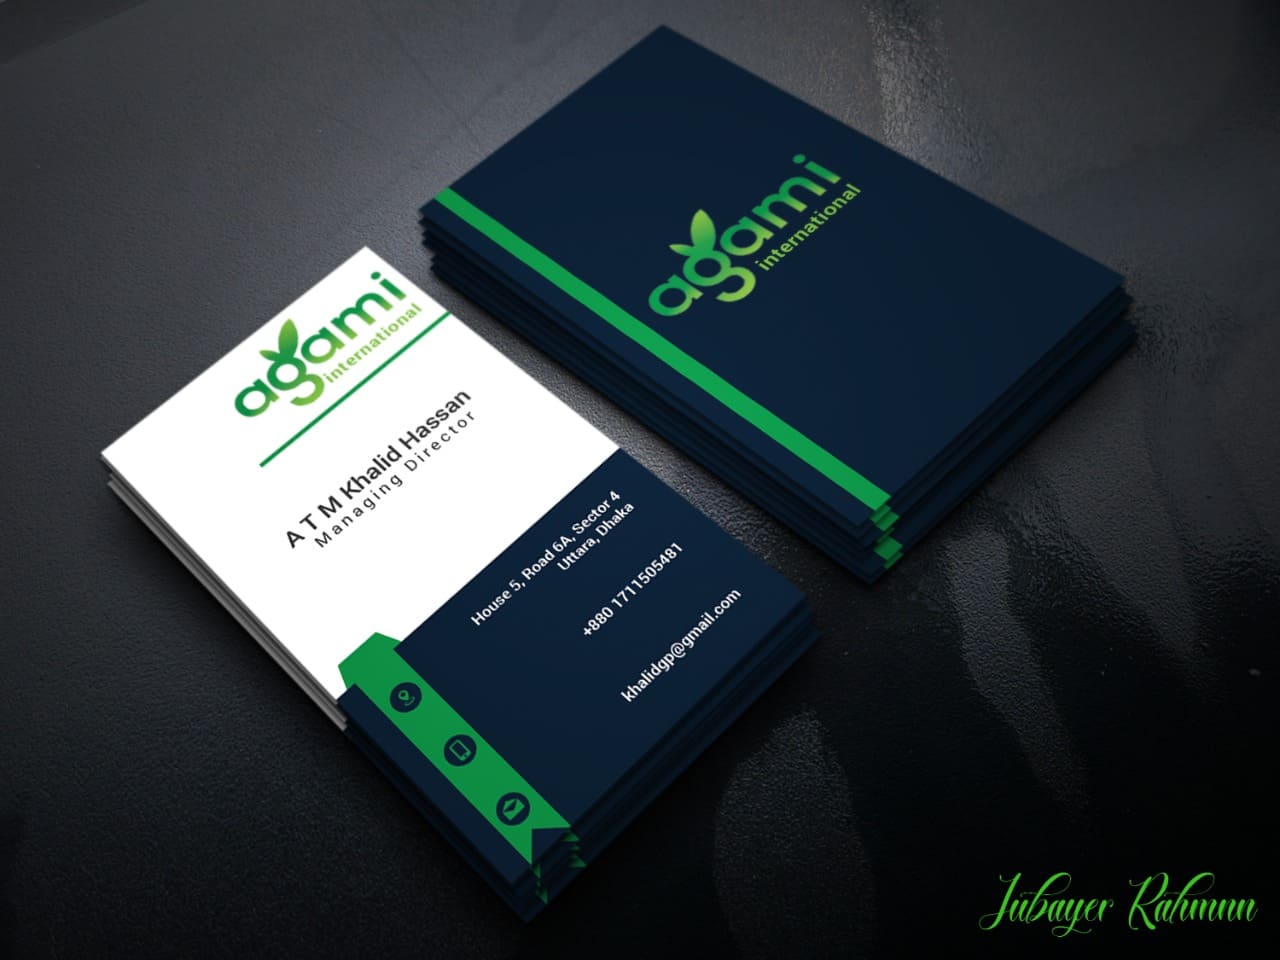 agami
international
A T M Khalid Hassan
Managing Director
House 5, Road 6A, Sector 4
Uttara, Dhaka
+880 1711505481
khalidgp@gmail.com
agami
international
Jubayer Rahmnn